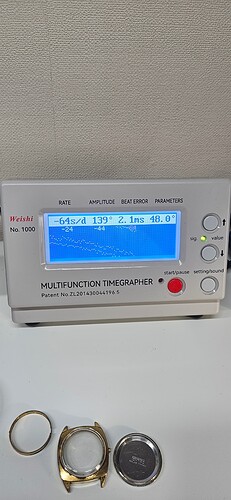 RATE AMPLITUDE BEAT ERROR PARAMETERS
Weishi
No. 1000
-64s/d 139° 2.1ms 48.0°
-24 -44
sig value
MULTIFUNCTION TIMEGRAPHER
start/pause setting/sound
Patent No.ZL201430044196.5